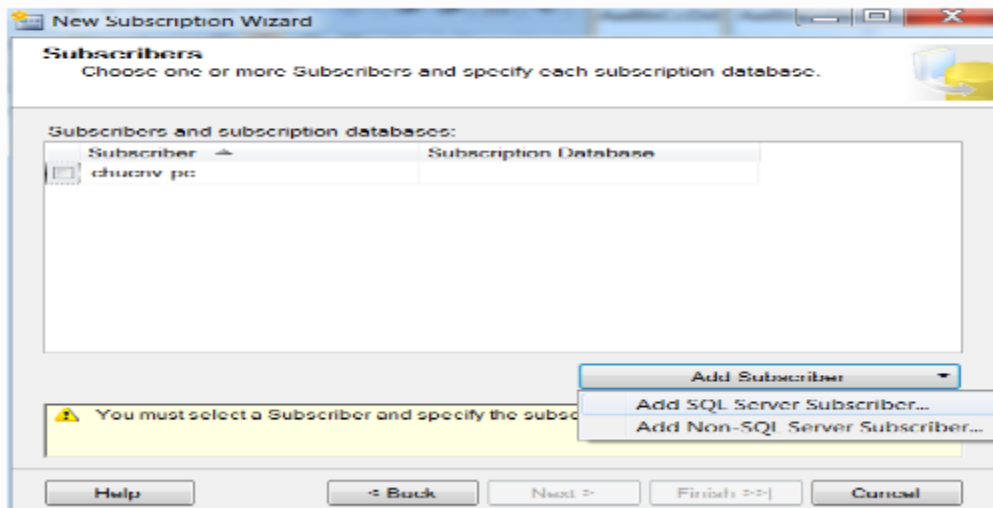 New Subscription Wizard
Subscribers
Choose one or more Subscribers and specify each subscription database.
Subscribers and subscription databases:
Subscriber Subscription Database
chucnv-pc
Add Subscriber
Add SQL Server Subscriber...
You must select a Subscriber and specify the subsc
Add Non-SQL Server Subscriber...
Help < Back Next > Finish >>| Cancel